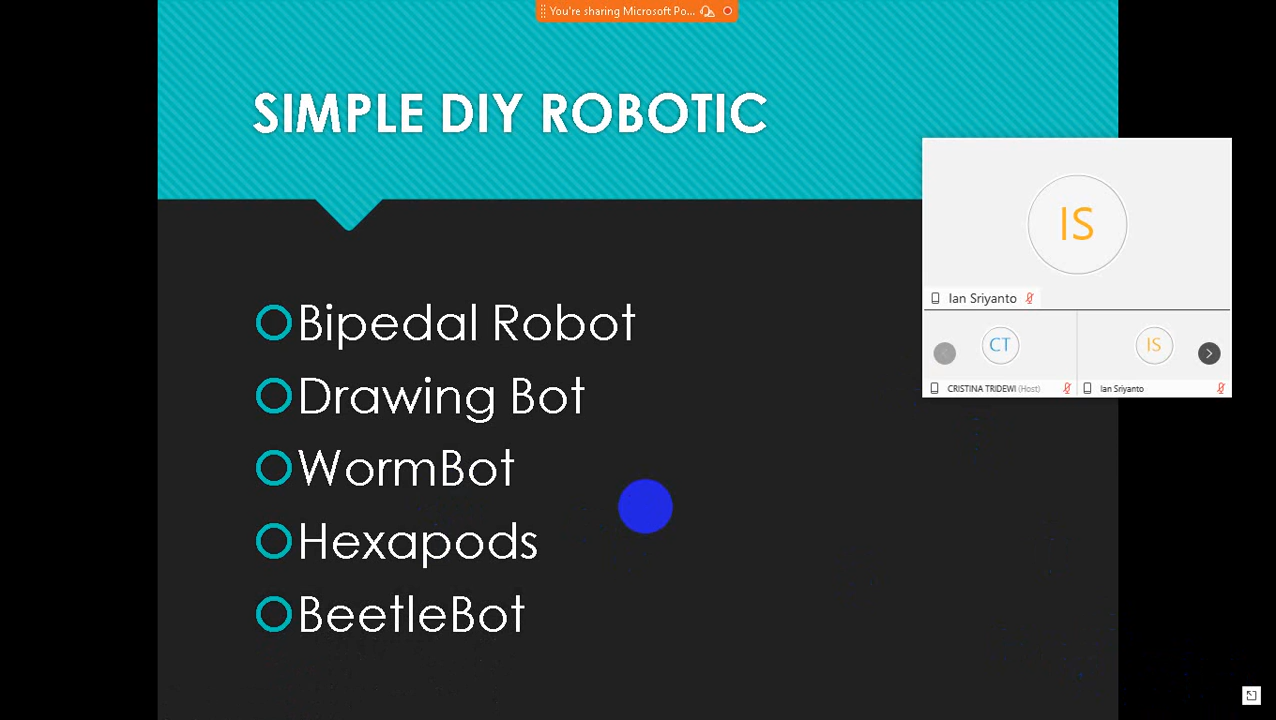 You're sharing Microsoft Po...
SIMPLE DIY ROBOTIC
IS
Ian Sriyanto
CT
IS
CRISTINA TRIDEWI (Host)
Ian Sriyanto
Bipedal Robot
Drawing Bot
WormBot
Hexapods
BeetleBot